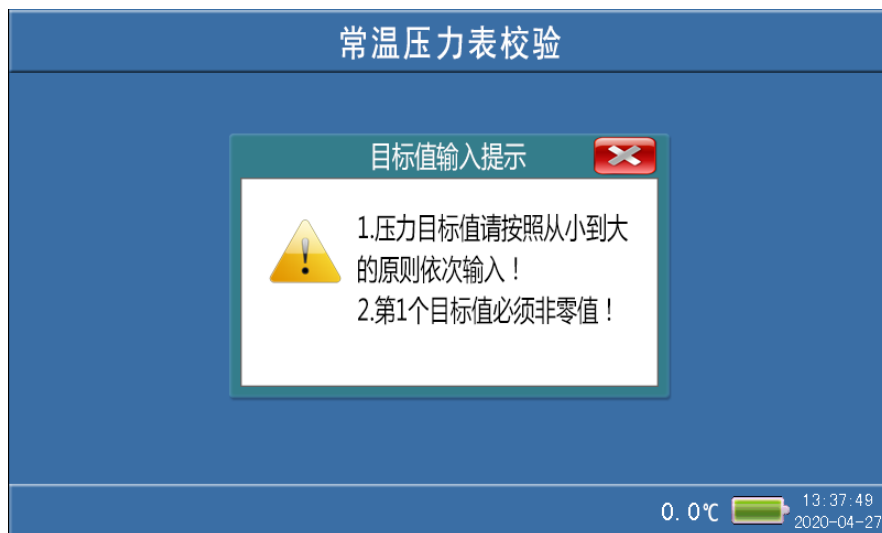 常温压力表校验
目标值输入提示
1.压力目标值请按照从小到大
的原则依次输入！
2.第1个目标值必须非零值！
0.0℃
13:37:49
2020-04-27